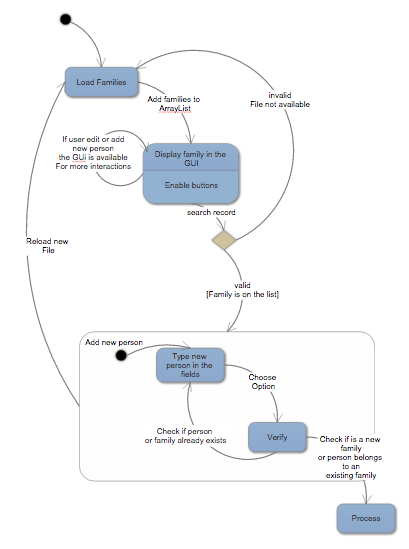 Load Families
invalid
File not available
Add families to
ArrayList
If user edit or add
new person
the GUi is available
For more interactions
Display family in the
GUI
Enable buttons
search record
Reload new
File
valid
[Family is on the list]
Add new person
Type new
person in the
fields
Choose
Option
Check if person
or family already exists
Verify
Check if is a new
family
or person belongs
to an
existing family
Process